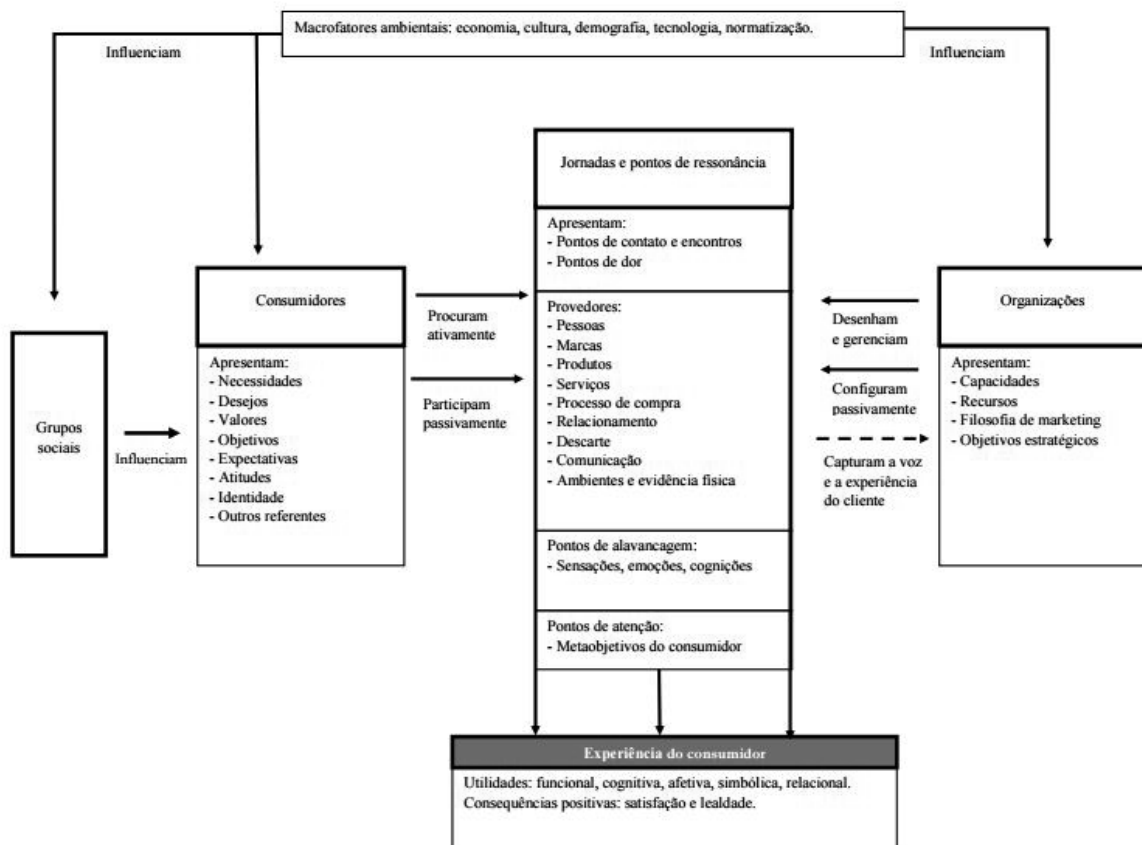 Macrofatores ambientais: economia, cultura, demografia, tecnologia, normatização.
Influenciam
Influenciam
Jornadas e pontos de ressonância
Apresentam:
- Pontos de contato e encontros
- Pontos de dor
Consumidores
Apresentam:
- Necessidades
- Desejos
- Valores
- Objetivos
- Expectativas
- Atitudes
- Identidade
- Outros referentes
Grupos
sociais
Influenciam
Procuram
ativamente
Participam
passivamente
Provedores:
- Pessoas
- Marcas
- Produtos
- Serviços
- Processo de compra
- Relacionamento
- Descarte
- Comunicação
- Ambientes e evidência física
Pontos de alavancagem:
- Sensações, emoções, cognições
Pontos de atenção:
- Metaobjetivos do consumidor
Desenham
e gerenciam
Configuram
passivamente
Capturam a voz
e a experiência
do cliente
Organizações
Apresentam:
- Capacidades
- Recursos
- Filosofia de marketing
- Objetivos estratégicos
Experiência do consumidor
Utilidades: funcional, cognitiva, afetiva, simbólica, relacional.
Consequências positivas: satisfação e lealdade.